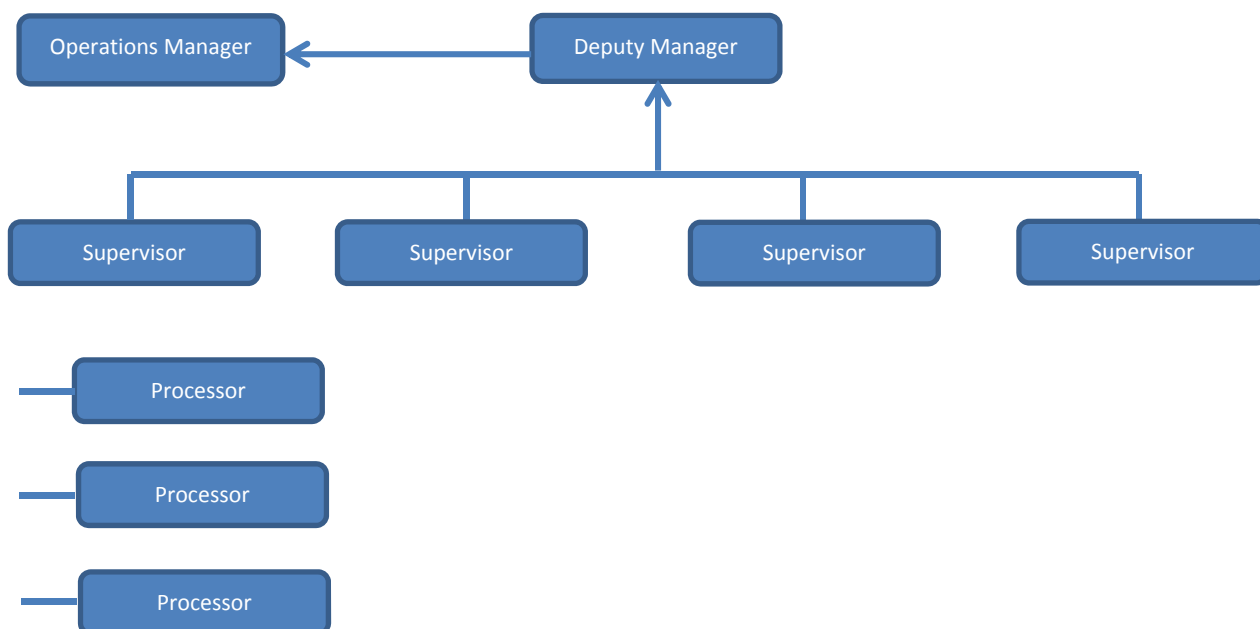 Operations Manager
Deputy Manager
Supervisor
Supervisor
Supervisor
Supervisor
Processor
Processor
Processor